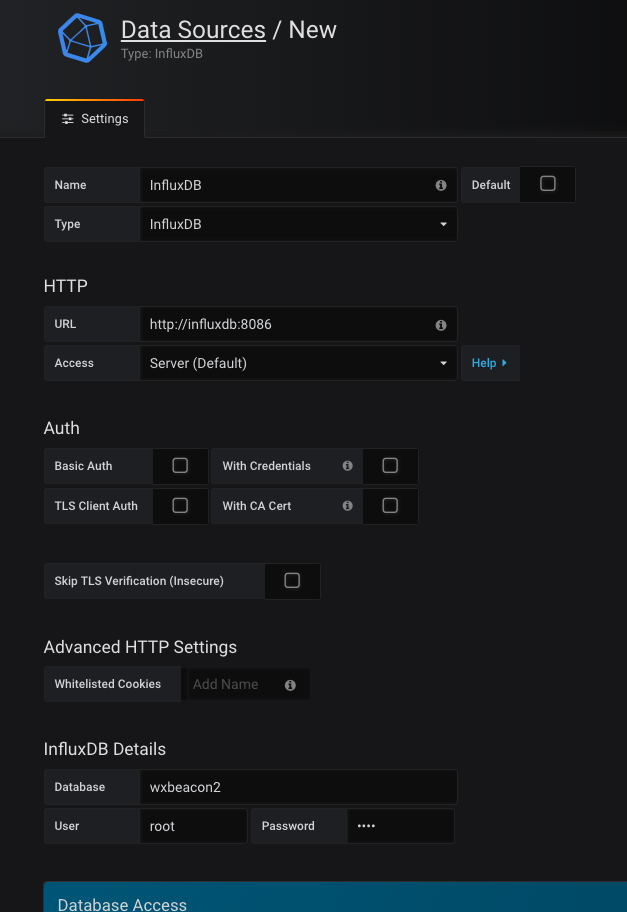 Data Sources / New
Type: InfluxDB
Settings
Name InfluxDB Default
Type InfluxDB
HTTP
URL http://influxdb:8086
Access Server (Default) Help
Auth
Basic Auth With Credentials
TLS Client Auth With CA Cert
Skip TLS Verification (Insecure)
Advanced HTTP Settings
Whitelisted Cookies Add Name
InfluxDB Details
Database wxbeacon2
User root Password ••••
Database Access